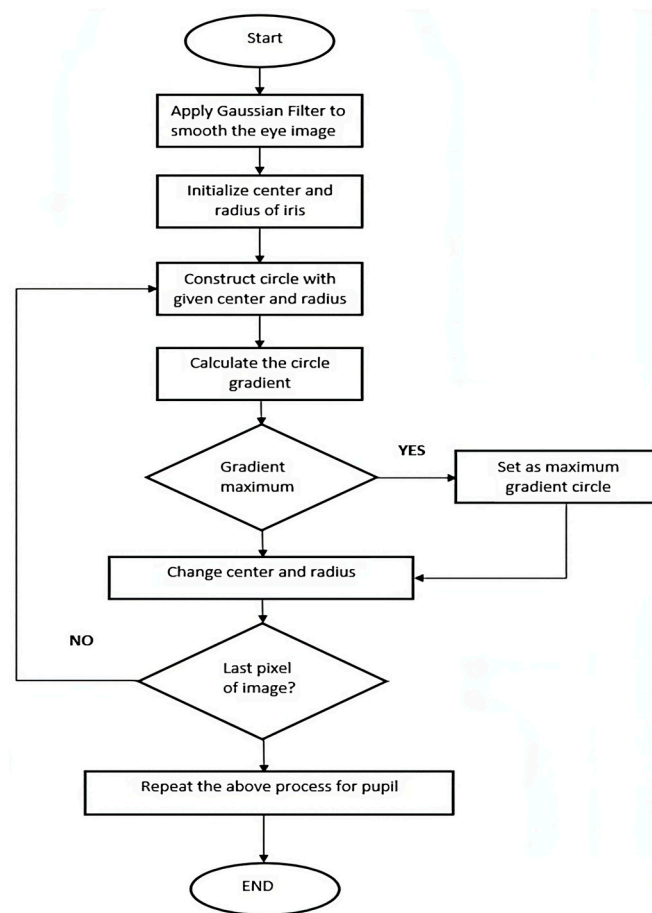 Start
Apply Gaussian Filter to
smooth the eye image
Initialize center and
radius of iris
Construct circle with
given center and radius
Calculate the circle
gradient
Gradient
maximum
YES
Set as maximum
gradient circle
Change center and radius
NO
Last pixel
of image?
Repeat the above process for pupil
END